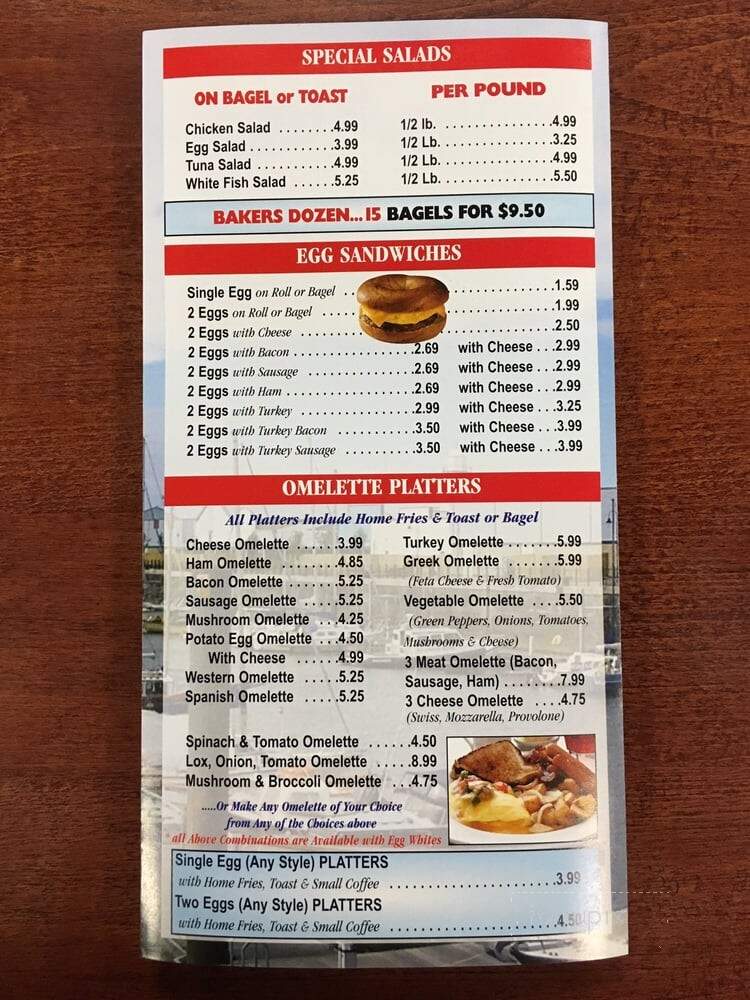 SPECIAL SALADS
ON BAGEL or TOAST PER POUND
Chicken Salad ........4.99 1/2 lb. ................4.99
Egg Salad............3.99 1/2 Lb.................3.25
Tuna Salad ...........4.99 1/2 Lb.................4.99
White Fish Salad ......5.25 1/2 Lb.................5.50
BAKERS DOZEN...15 BAGELS FOR $9.50
EGG SANDWICHES
Single Egg on Roll or Bagel ..................1.59
2 Eggs on Roll or Bagel .....................1.99
2 Eggs with Cheese ........................2.50
2 Eggs with Bacon..................2.69 with Cheese ...2.99
2 Eggs with Sausage ................2.69 with Cheese ...2.99
2 Eggs with Ham...................2.69 with Cheese ...2.99
2 Eggs with Turkey .................2.99 with Cheese ...3.25
2 Eggs with Turkey Bacon ............3.50 with Cheese ...3.99
2 Eggs with Turkey Sausage ...........3.50 with Cheese ...3.99
OMELETTE PLATTERS
All Platters Include Home Fries & Toast or Bagel
Cheese Omelette ......3.99
Ham Omelette ........4.85
Bacon Omelette.......5.25
Sausage Omelette .....5.25
Mushroom Omelette ...4.25
Potato Egg Omelette ...4.50
With Cheese ......4.99
Western Omelette .....5.25
Spanish Omelette .....5.25
Turkey Omelette........5.99
Greek Omelette .......5.99
(Feta Cheese & Fresh Tomato)
Vegetable Omelette ....5.50
(Green Peppers, Onions, Tomatoes,
Mushrooms & Cheese)
3 Meat Omelette (Bacon,
Sausage, Ham) ........7.99
3 Cheese Omelette ....4.75
(Swiss, Mozzarella, Provolone)
Spinach & Tomato Omelette ......4.50
Lox, Onion, Tomato Omelette .....8.99
Mushroom & Broccoli Omelette ...4.75
.....Or Make Any Omelette of Your Choice
from Any of the Choices above
* all Above Combinations are Available with Egg Whites
Single Egg (Any Style) PLATTERS
with Home Fries, Toast & Small Coffee ........................3.99
Two Eggs (Any Style) PLATTERS
with Home Fries, Toast & Small Coffee ........................4.50